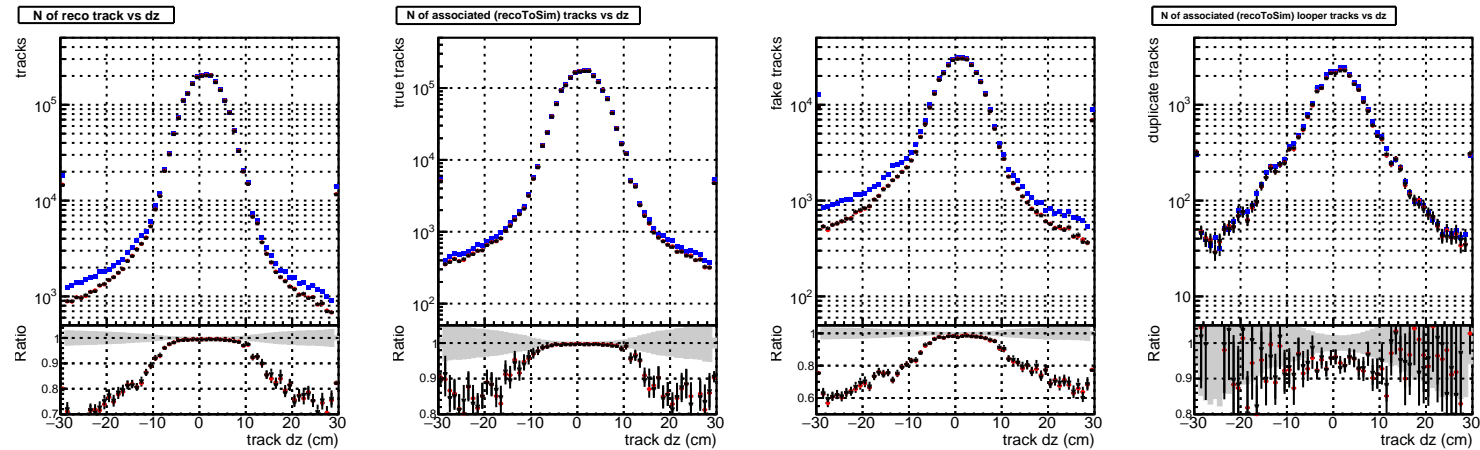 N of reco track vs dz
tracks
10^5
10^4
10^3
Ratio
1
0.9
0.8
0.7
−30 −20 −10 0 10 20 30
track dz (cm)
N of associated (recoToSim) tracks vs dz
true tracks
10^5
10^4
10^3
10^2
Ratio
1
0.9
0.8
−30 −20 −10 0 10 20 30
track dz (cm)
fake tracks
10^4
10^3
10^2
Ratio
1
0.8
0.6
−30 −20 −10 0 10 20 30
track dz (cm)
N of associated (recoToSim) looper tracks vs dz
duplicate tracks
10^3
10^2
10
Ratio
1
0.9
0.8
−30 −20 −10 0 10 20 30
track dz (cm)